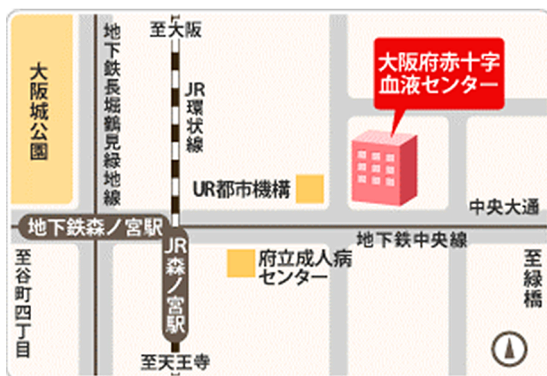 至大阪
大阪城公園
地下鉄長堀鶴見緑地線
JR環状線
大阪府赤十字
血液センター
UR都市機構
中央大通
地下鉄森ノ宮駅
地下鉄中央線
JR森ノ宮駅
府立成人病
センター
至谷町四丁目
至緑橋
至天王寺